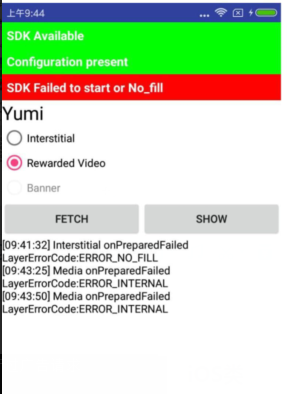 上午9:44
...
SDK Available
Configuration present
SDK Failed to start or No_fill
Yumi
Interstitial
Rewarded Video
Banner
FETCH SHOW
[09:41:32] Interstitial onPreparedFailed
LayerErrorCode:ERROR_NO_FILL
[09:43:25] Media onPreparedFailed
LayerErrorCode:ERROR_INTERNAL
[09:43:50] Media onPreparedFailed
LayerErrorCode:ERROR_INTERNAL